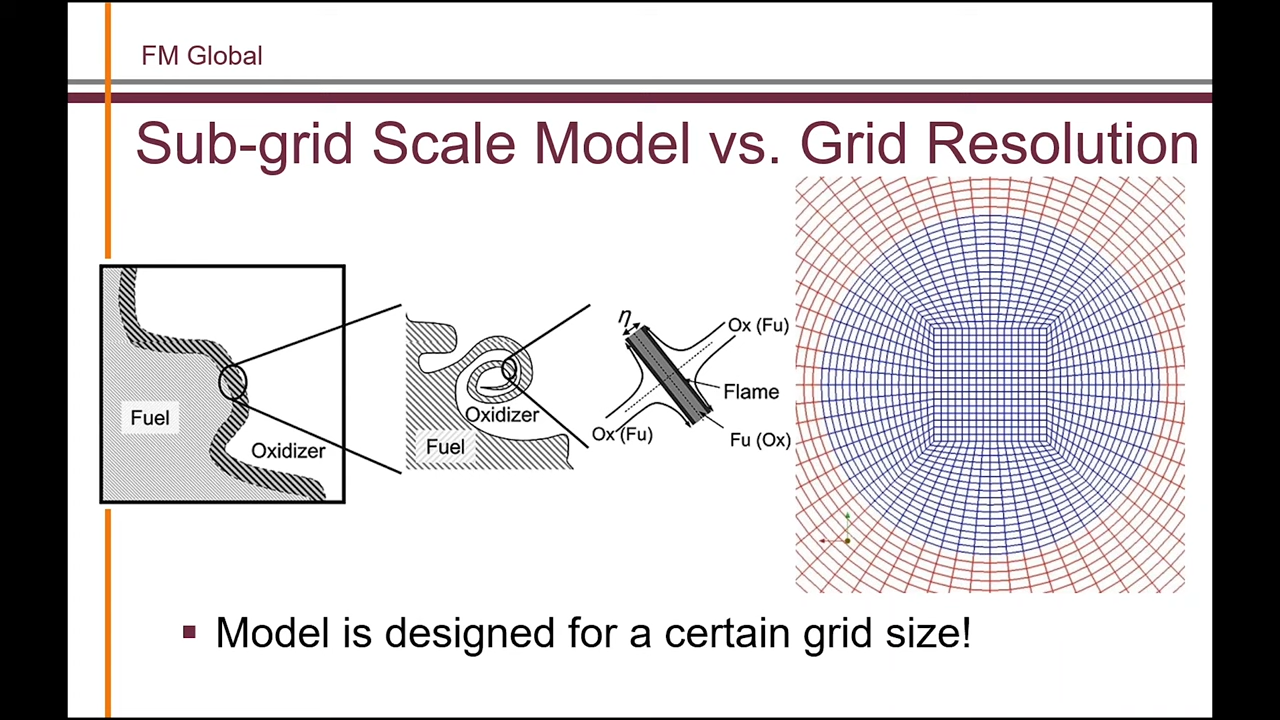 FM Global
Sub-grid Scale Model vs. Grid Resolution
Fuel
Oxidizer
Fuel
Oxidizer
η
Ox (Fu)
Flame
Ox (Fu)
Fu (Ox)
Model is designed for a certain grid size!